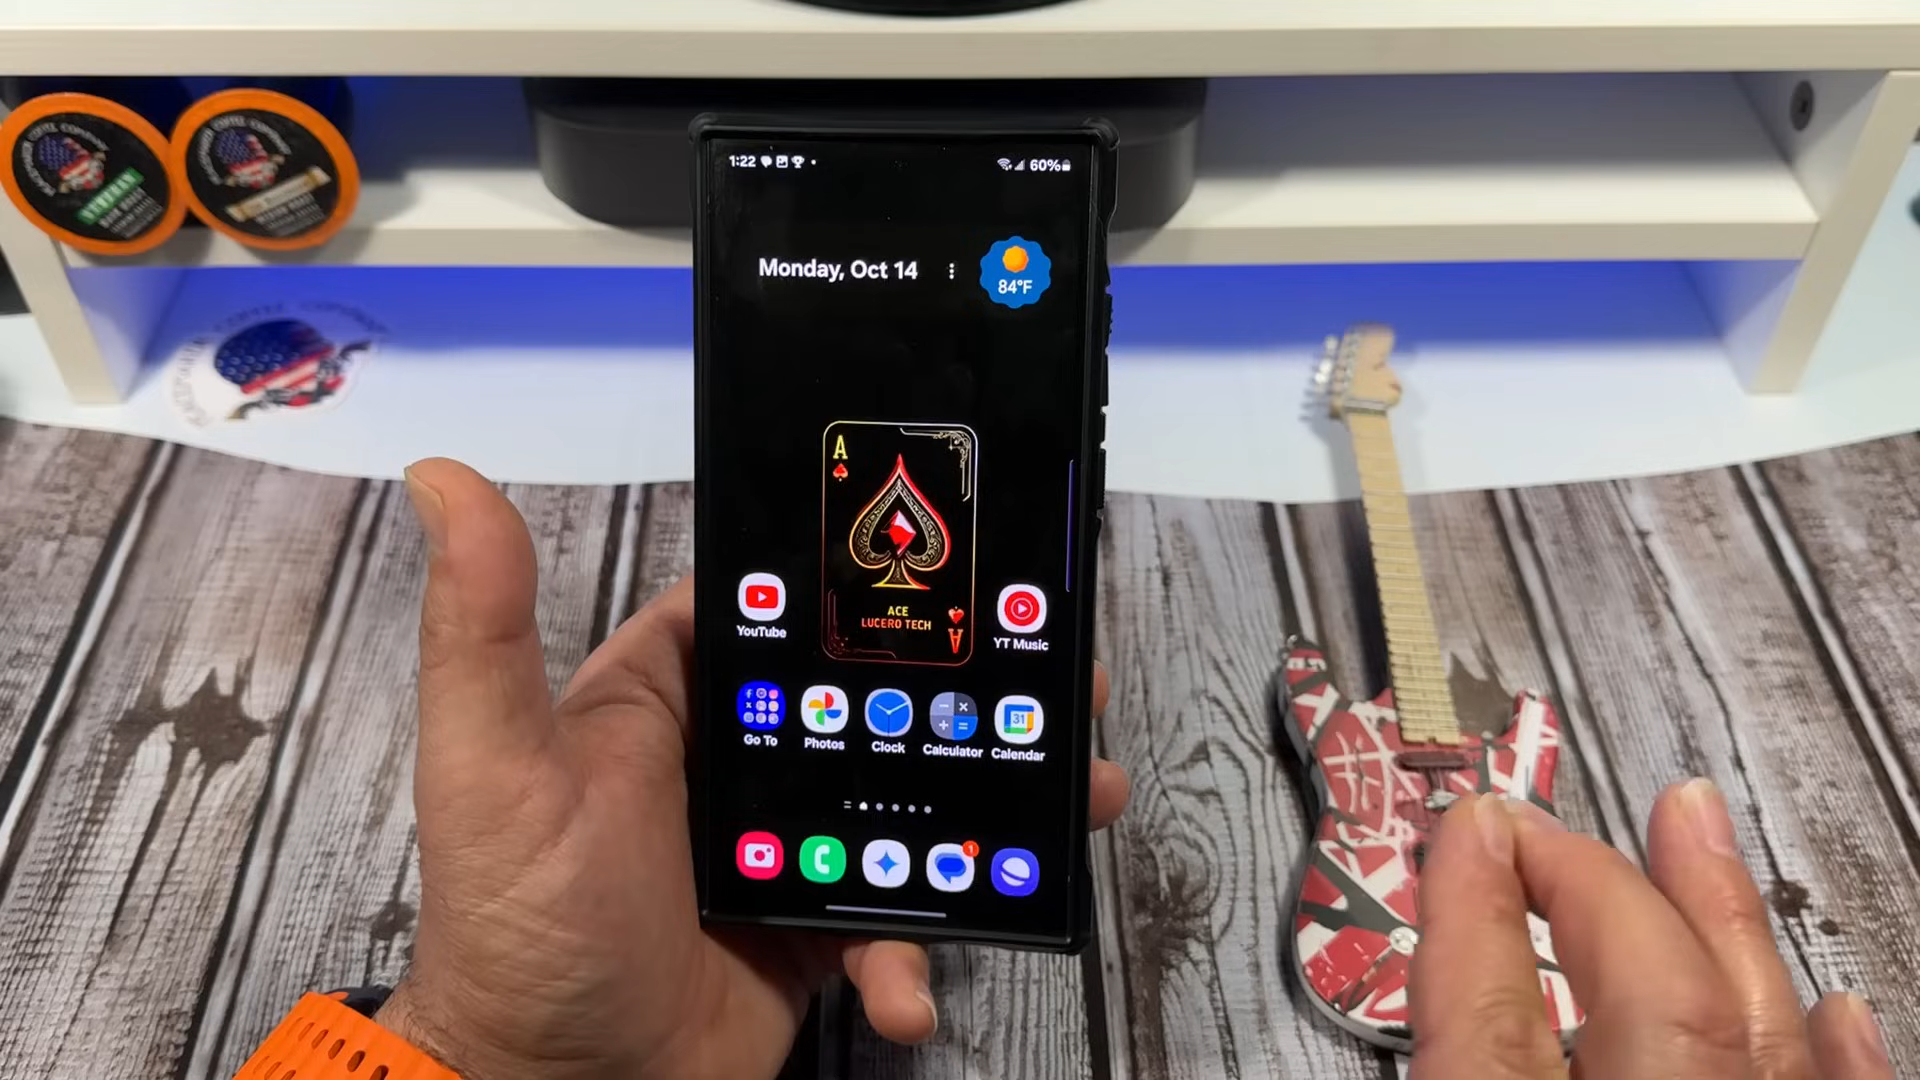 1:22
60%
Monday, Oct 14
84°F
A
ACE
LUCERO TECH
A
YouTube
YT Music
31
Go To
Photos
Clock
Calculator
Calendar
1